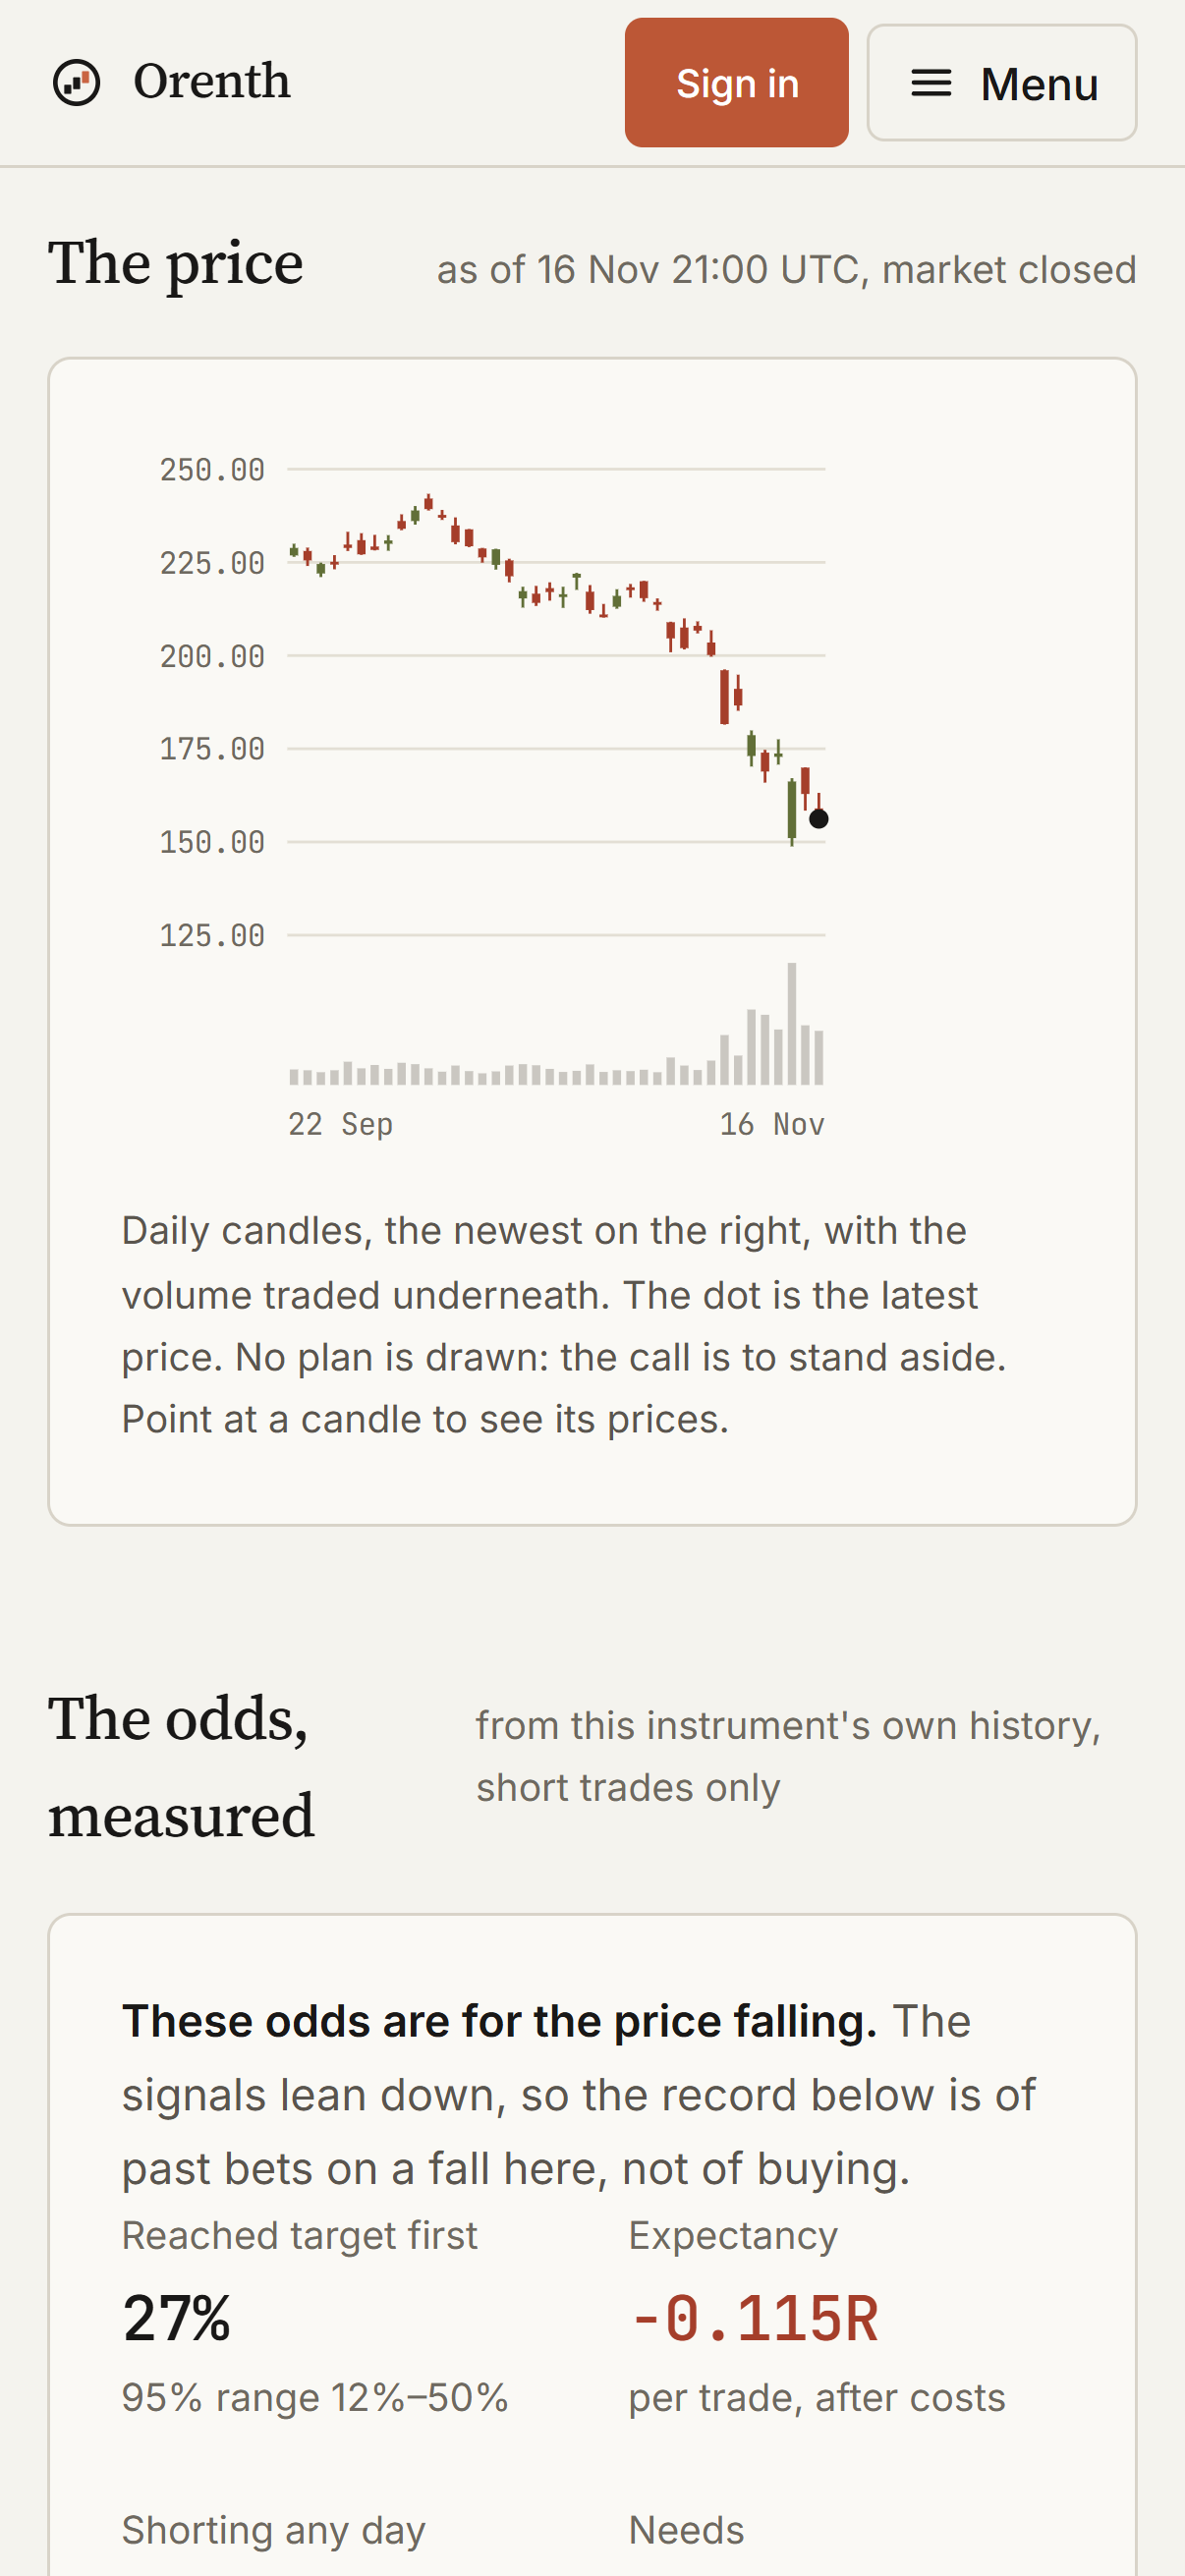 Orenth
Sign in
Menu
The price
as of 16 Nov 21:00 UTC, market closed
250.00
225.00
200.00
175.00
150.00
125.00
22 Sep
16 Nov
Daily candles, the newest on the right, with the
volume traded underneath. The dot is the latest
price. No plan is drawn: the call is to stand aside.
Point at a candle to see its prices.
The odds,
measured
from this instrument's own history,
short trades only
These odds are for the price falling. The
signals lean down, so the record below is of
past bets on a fall here, not of buying.
Reached target first
27%
95% range 12%–50%
Expectancy
-0.115R
per trade, after costs
Shorting any day
Needs